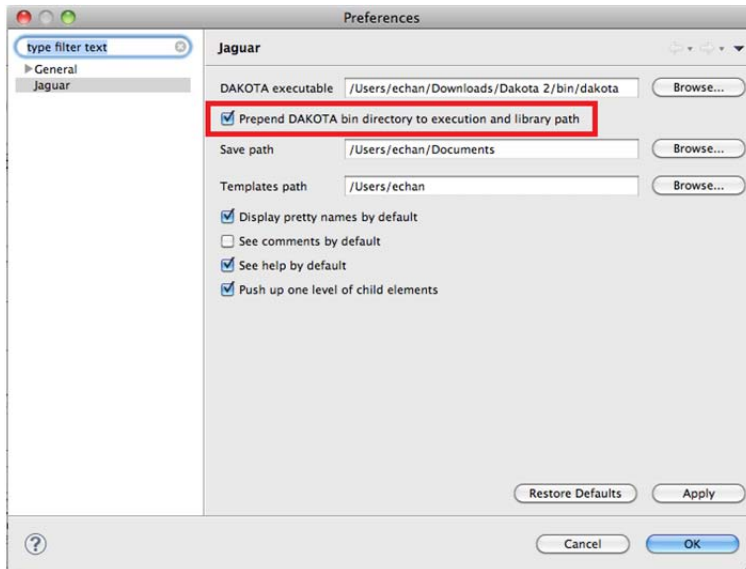 Preferences
type filter text
General
Jaguar
Jaguar
DAKOTA executable /Users/echan/Downloads/Dakota 2/bin/dakota Browse...
Prepend DAKOTA bin directory to execution and library path
Save path /Users/echan/Documents Browse...
Templates path /Users/echan Browse...
Display pretty names by default
See comments by default
See help by default
Push up one level of child elements
Restore Defaults Apply
? Cancel OK